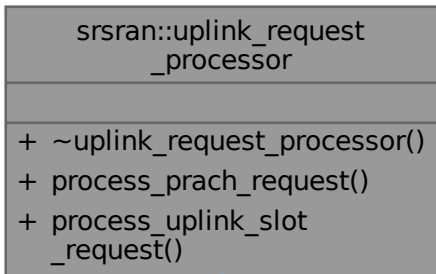 srsran::uplink_request
_processor
+ ~uplink_request_processor()
+ process_prach_request()
+ process_uplink_slot
_request()